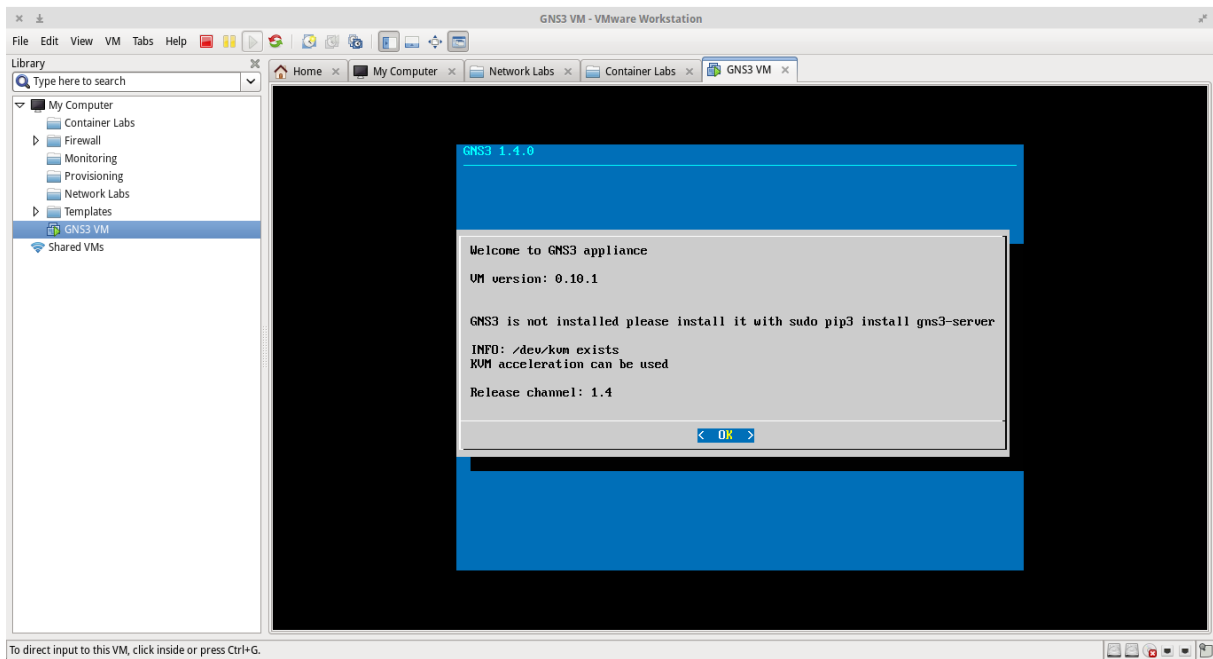 GNS3 VM - VMware Workstation
File Edit View VM Tabs Help
Library
Type here to search
Home
My Computer
Network Labs
Container Labs
GNS3 VM
My Computer
Container Labs
Firewall
Monitoring
Provisioning
Network Labs
Templates
GNS3 VM
Shared VMs
GNS3 1.4.0
Welcome to GNS3 appliance
VM version: 0.10.1
GNS3 is not installed please install it with sudo pip3 install gns3-server
INFO: /dev/kvm exists
KVM acceleration can be used
Release channel: 1.4
< OK >
To direct input to this VM, click inside or press Ctrl+G.